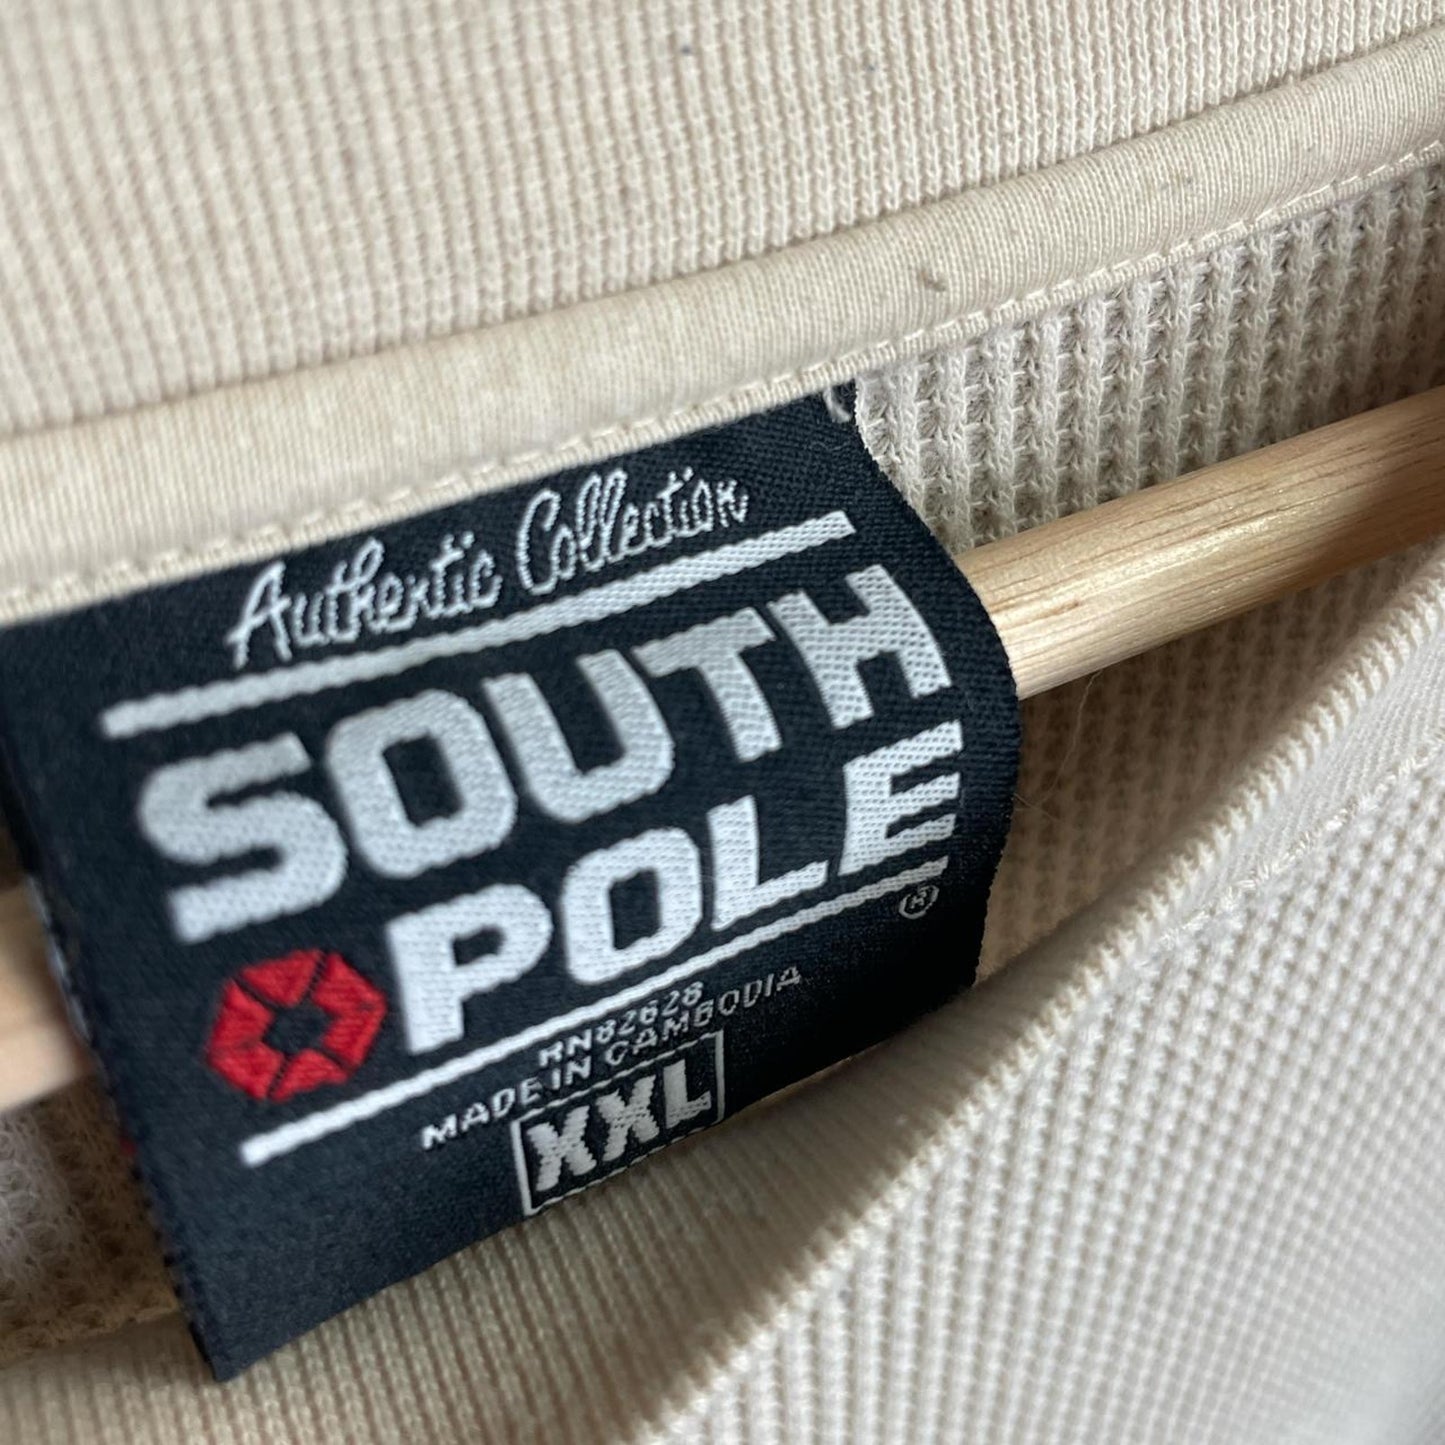 Authentic Collection
SOUTH
POLE
®
RN82628
MADE IN CAMBODIA
XXL